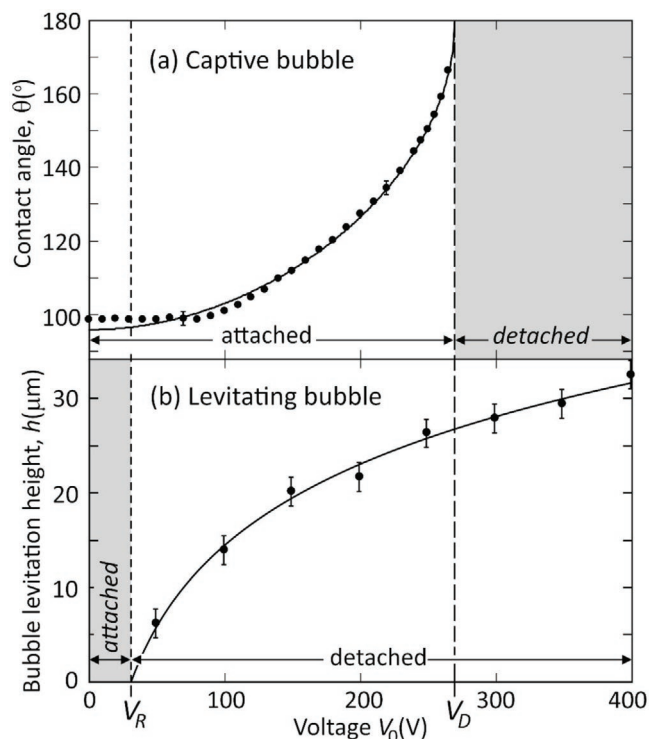 180
160
140
120
100
Contact angle, θ(°)
(a) Captive bubble
attached
detached
30
20
10
0
Bubble levitation height, h(μm)
(b) Levitating bubble
attached
detached
0
100
200
300
400
V_R
V_D
Voltage V₀(V)